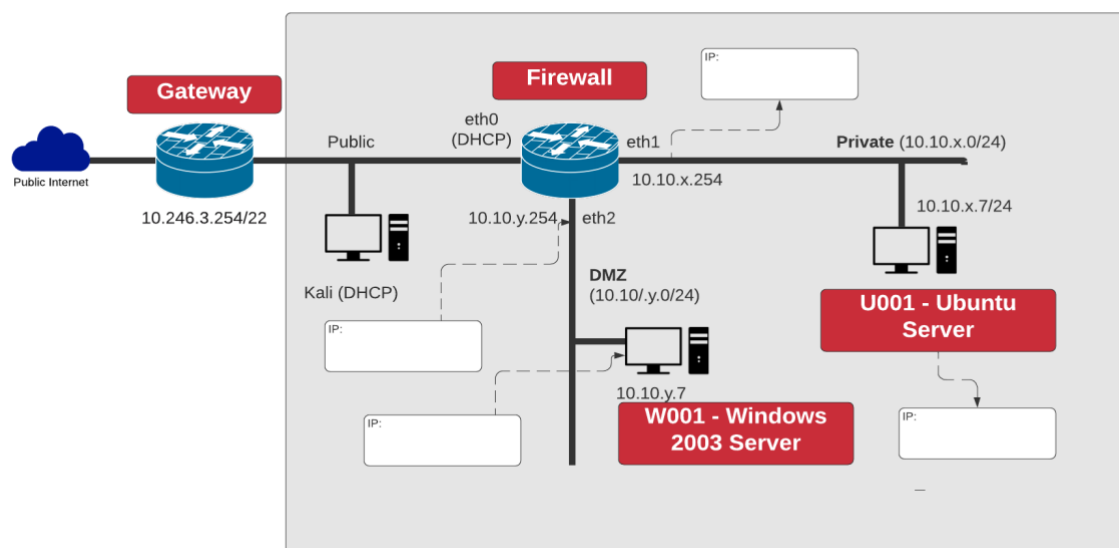 IP:
Firewall
Gateway
eth0
(DHCP)
Public
eth1
Private (10.10.x.0/24)
Public Internet
10.10.x.254
10.246.3.254/22
10.10.y.254
eth2
10.10.x.7/24
DMZ
(10.10/.y.0/24)
Kali (DHCP)
U001 - Ubuntu
Server
IP:
10.10.y.7
W001 - Windows
2003 Server
IP:
IP: